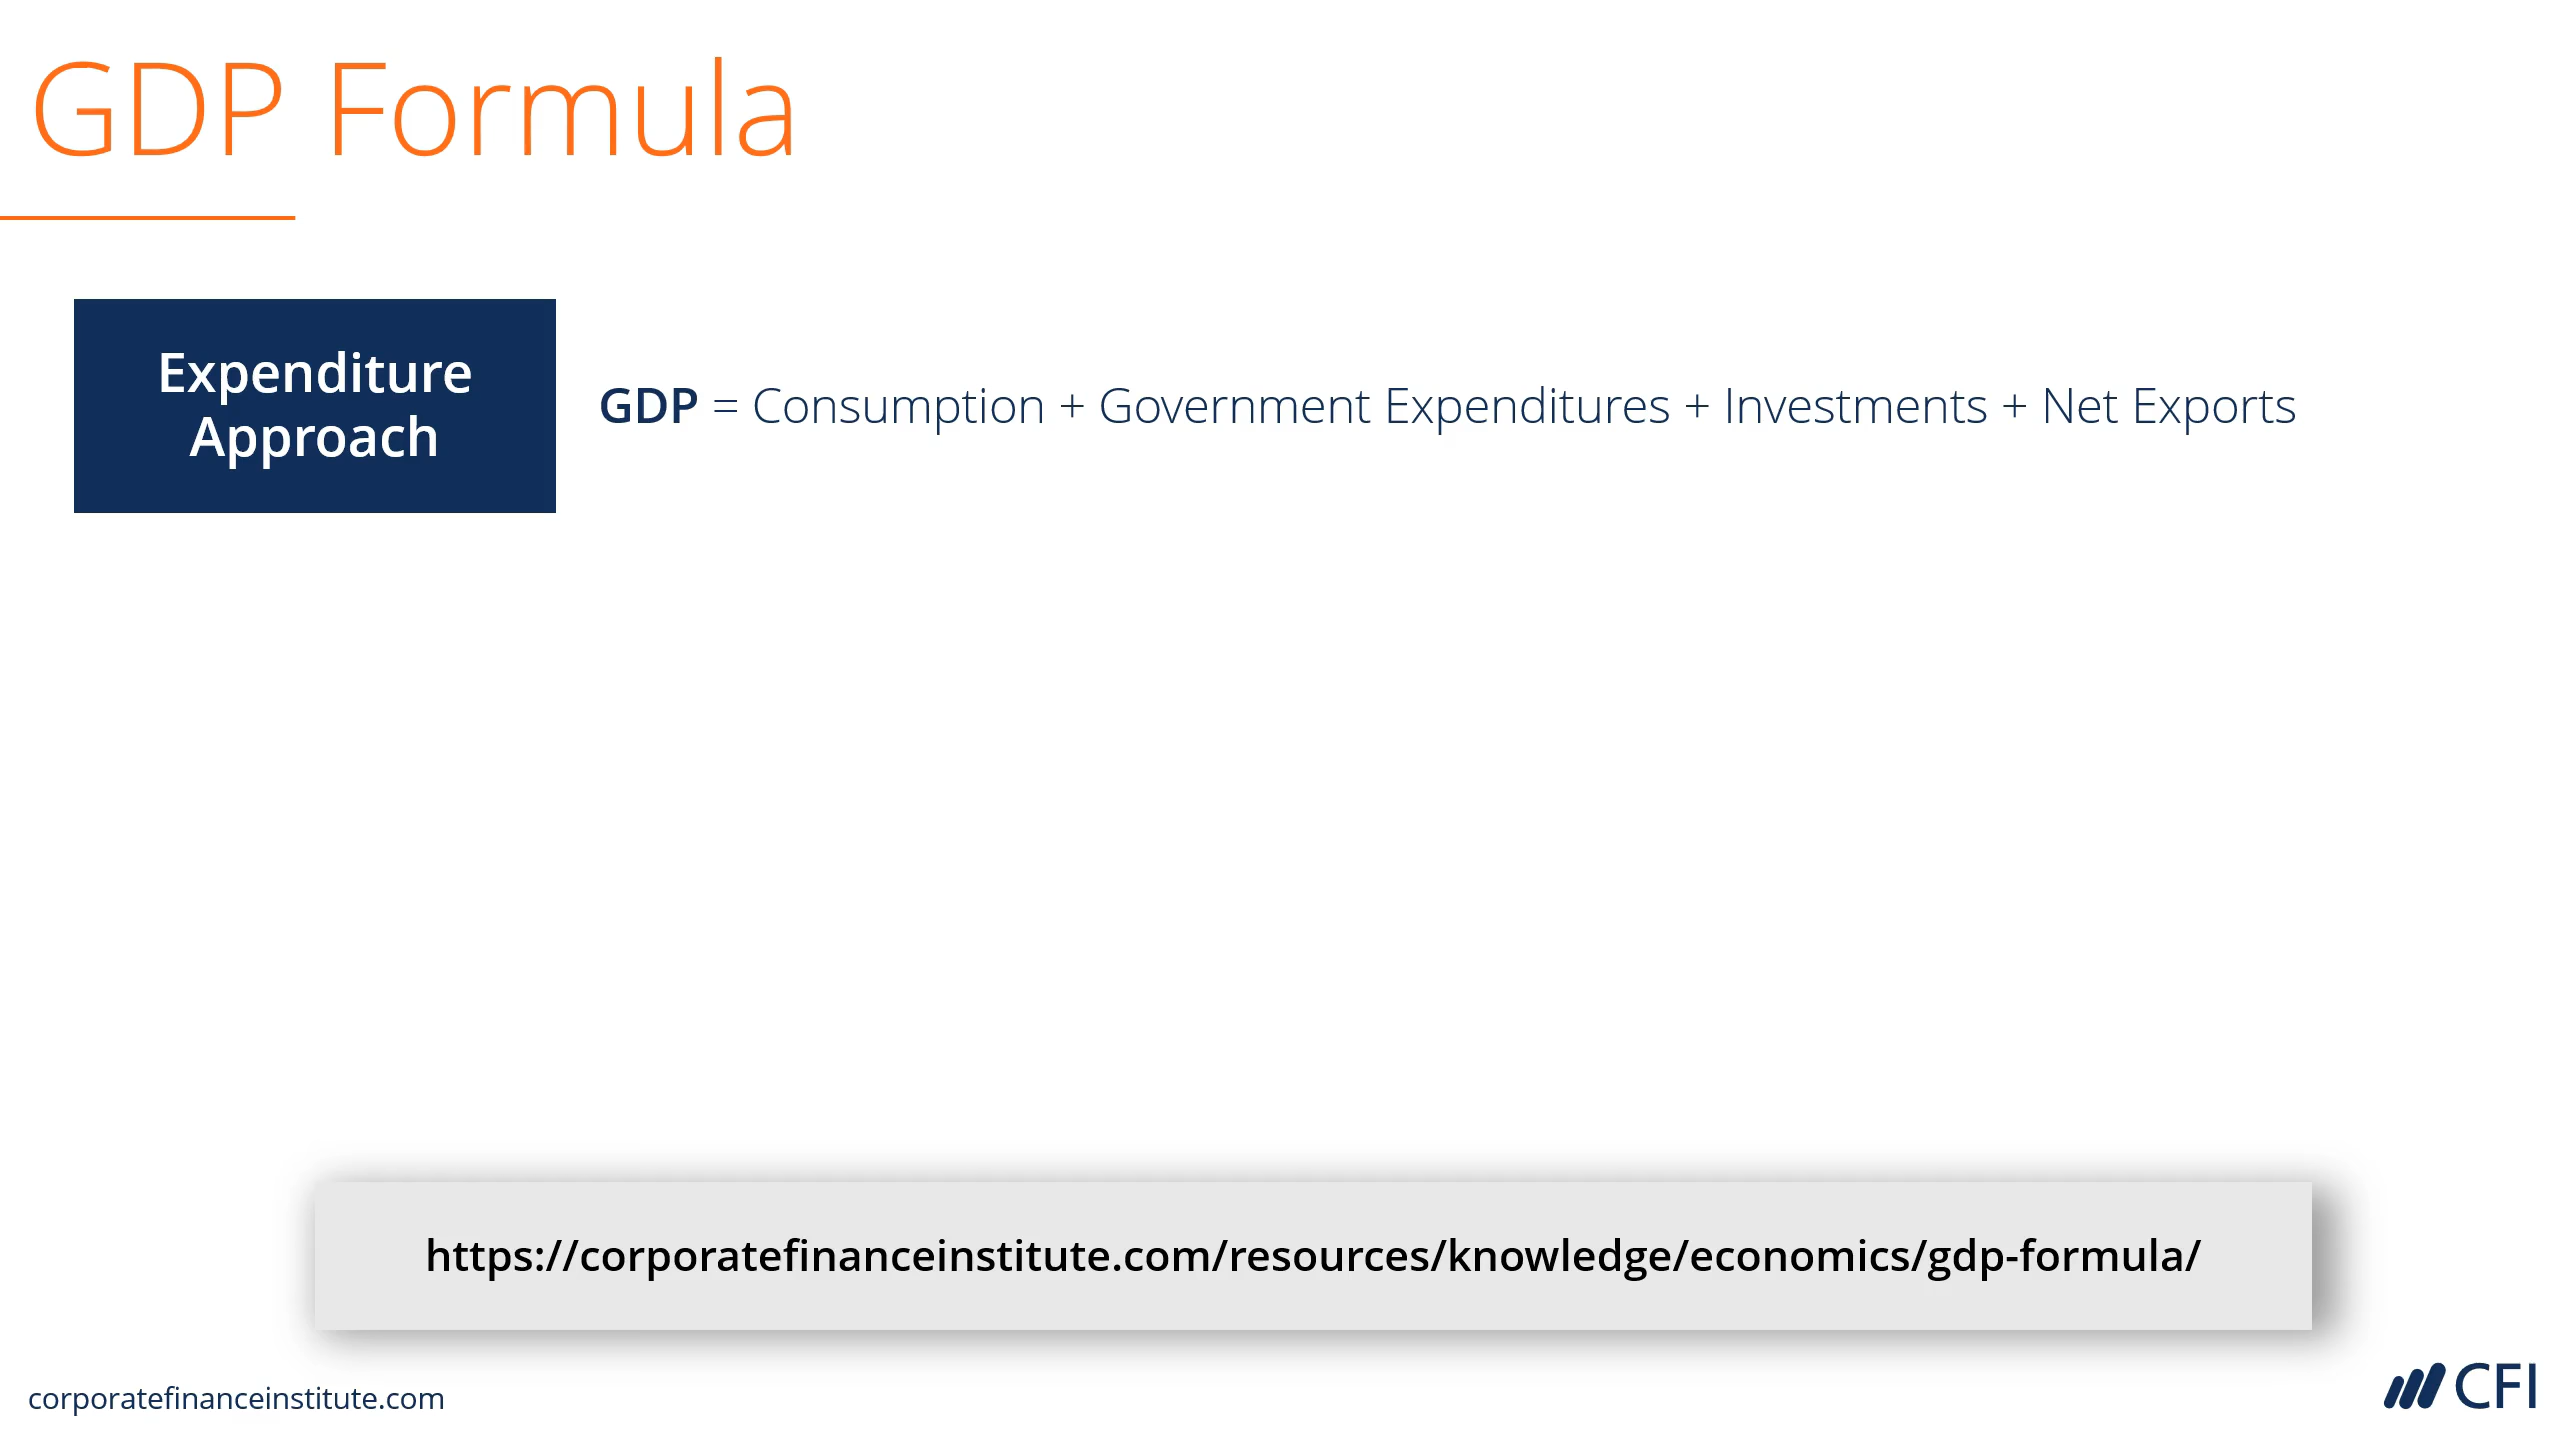 GDP Formula
Expenditure
Approach
GDP = Consumption + Government Expenditures + Investments + Net Exports
https://corporatefinanceinstitute.com/resources/knowledge/economics/gdp-formula/
corporatefinanceinstitute.com
CFI